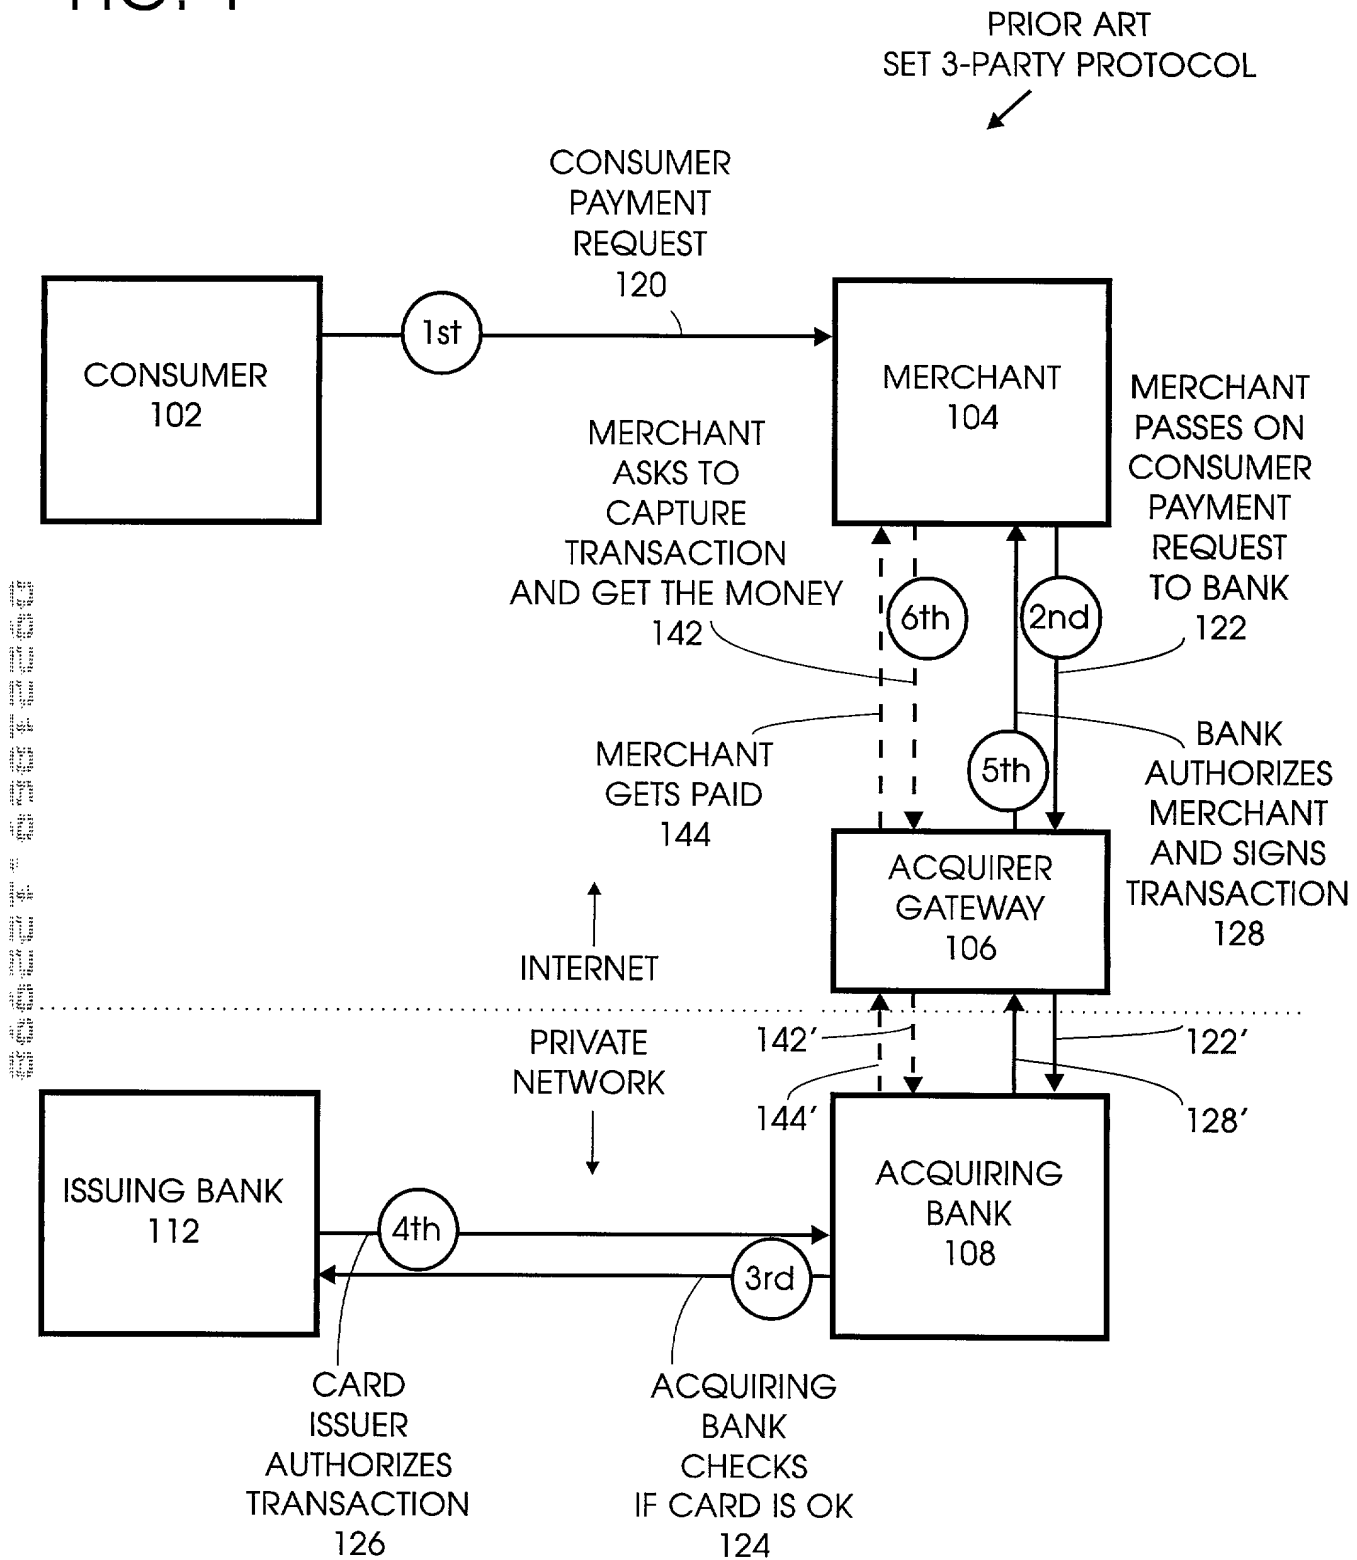 PRIOR ART
SET 3-PARTY PROTOCOL
CONSUMER
PAYMENT
REQUEST
120
CONSUMER
102
1st
MERCHANT
104
MERCHANT
PASSES ON
CONSUMER
PAYMENT
REQUEST
TO BANK
122
MERCHANT
ASKS TO
CAPTURE
TRANSACTION
AND GET THE MONEY
142
6th
2nd
MERCHANT
GETS PAID
144
5th
BANK
AUTHORIZES
MERCHANT
AND SIGNS
TRANSACTION
128
ACQUIRER
GATEWAY
106
INTERNET
PRIVATE
NETWORK
142'
144'
122'
128'
ISSUING BANK
112
4th
3rd
ACQUIRING
BANK
108
CARD
ISSUER
AUTHORIZES
TRANSACTION
126
ACQUIRING
BANK
CHECKS
IF CARD IS OK
124